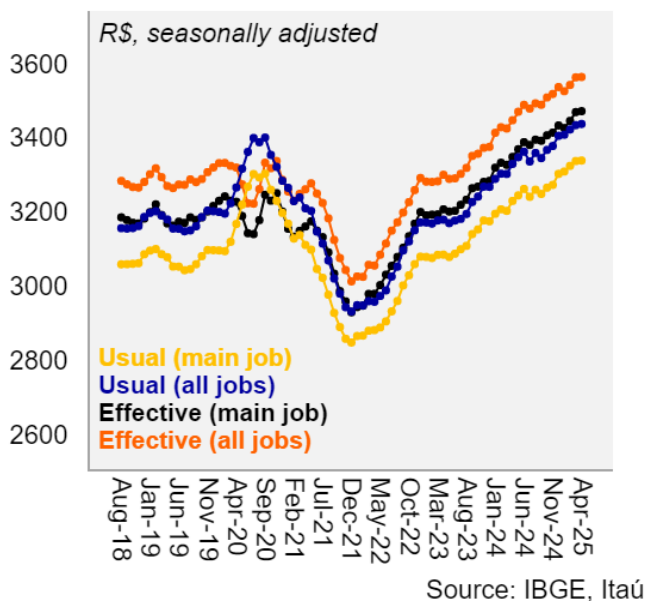 R$, seasonally adjusted
3600
3400
3200
3000
2800
2600
Usual (main job)
Usual (all jobs)
Effective (main job)
Effective (all jobs)
Aug-18
Jan-19
Jun-19
Nov-19
Apr-20
Sep-20
Feb-21
Jul-21
Dec-21
May-22
Oct-22
Mar-23
Aug-23
Jan-24
Jun-24
Nov-24
Apr-25
Source: IBGE, Itaú